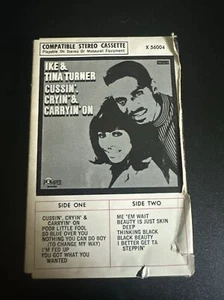 COMPATIBLE STEREO CASSETTE
Playable On Stereo Or Monaural Equipment
X 56004
IKE &
TINA TURNER
CUSSIN',
CRYIN' &
CARRYIN' ON
POMPEII
SIDE ONE
CUSSIN', CRYIN' &
CARRYIN' ON
POOR LITTLE FOOL
SO BLUE OVER YOU
NOTHING YOU CAN DO BOY
(TO CHANGE MY WAY)
I'M FED UP
YOU GOT WHAT YOU
WANTED
SIDE TWO
ME 'EM WAIT
BEAUTY IS JUST SKIN
DEEP
THINKING BLACK
BLACK BEAUTY
I BETTER GET TA
STEPPIN'